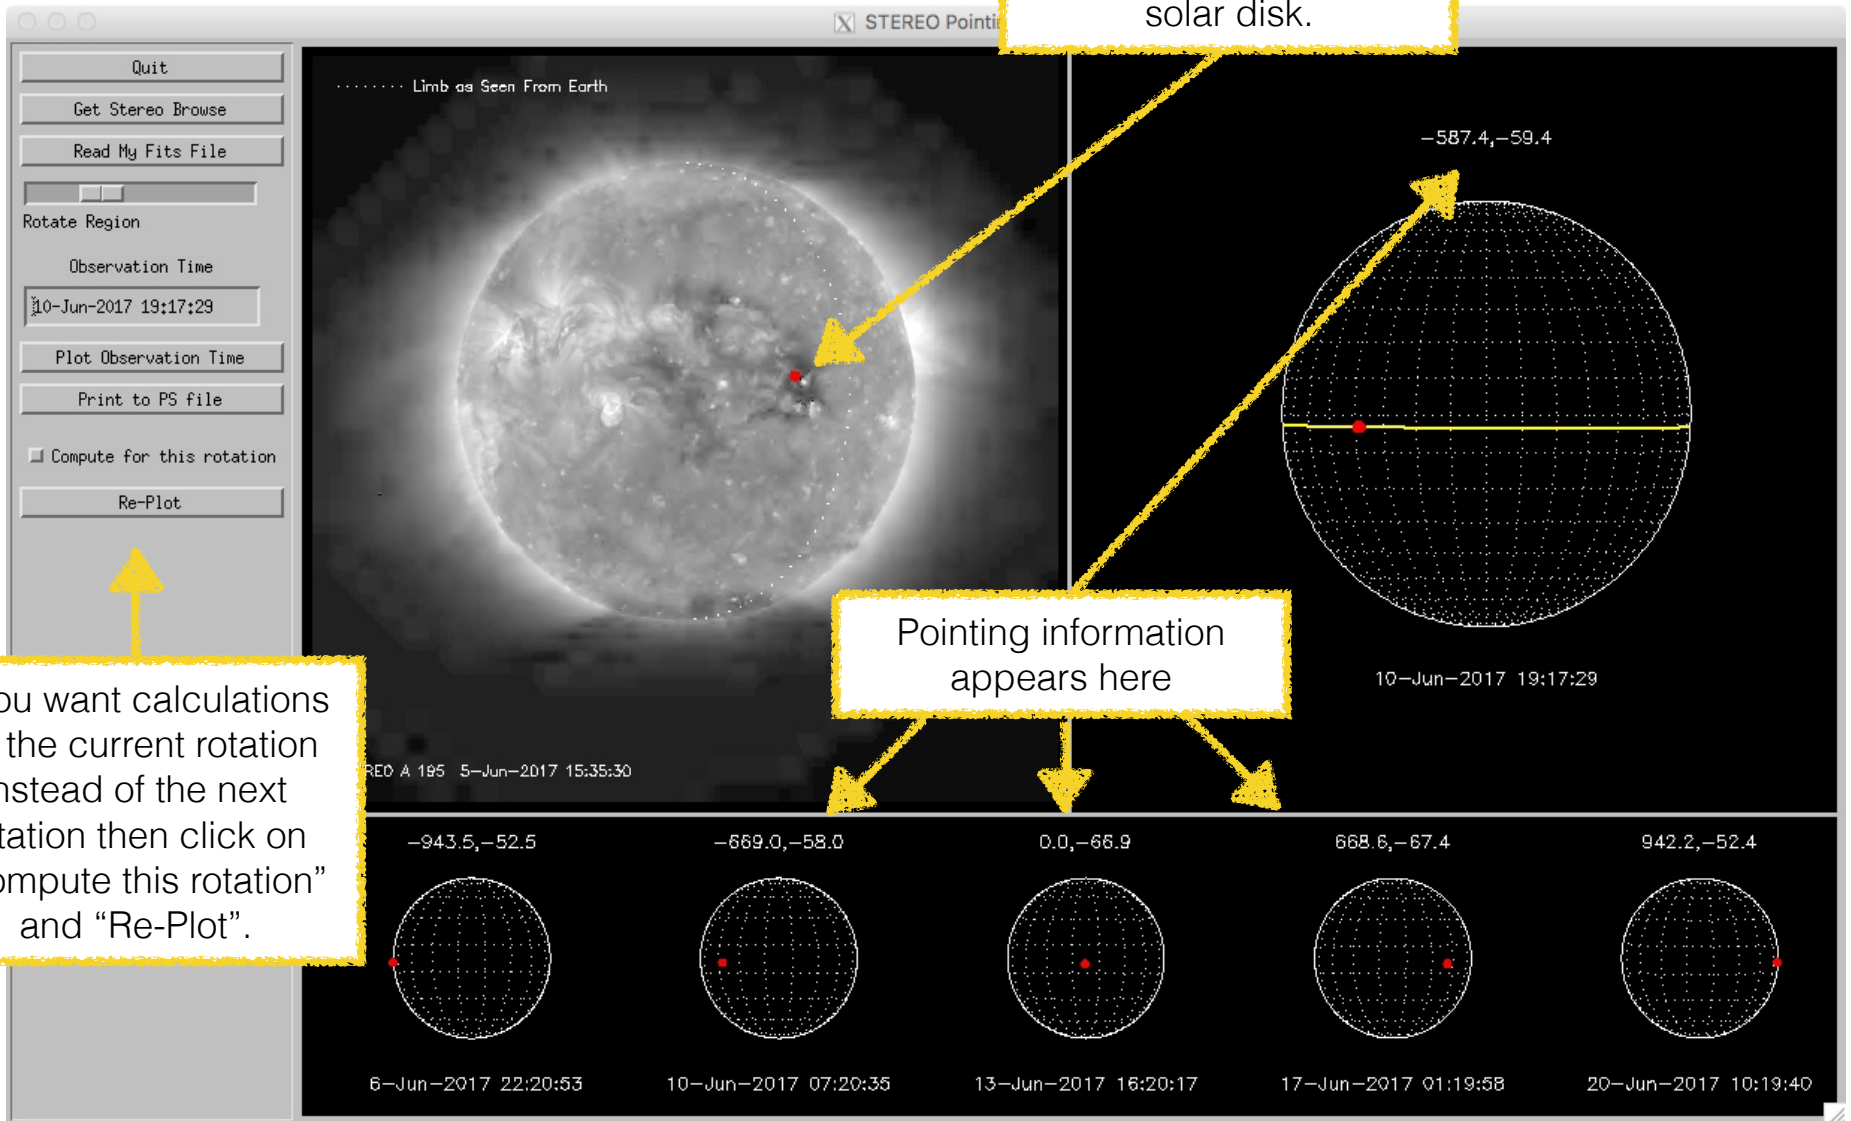 STEREO Pointi
solar disk.
Quit
Get Stereo Browse
Read My Fits File
Rotate Region
Observation Time
10-Jun-2017 19:17:29
Plot Observation Time
Print to PS file
Compute for this rotation
Re-Plot
........ Limb as Seen From Earth
REO A 195 5-Jun-2017 15:35:30
-587.4,-59.4
10-Jun-2017 19:17:29
Pointing information
appears here
ou want calculations
the current rotation
nstead of the next
tation then click on
ompute this rotation”
and “Re-Plot”.
-943.5,-52.5
-669.0,-58.0
0.0,-66.9
668.6,-67.4
942.2,-52.4
6-Jun-2017 22:20:53
10-Jun-2017 07:20:35
13-Jun-2017 16:20:17
17-Jun-2017 01:19:58
20-Jun-2017 10:19:40